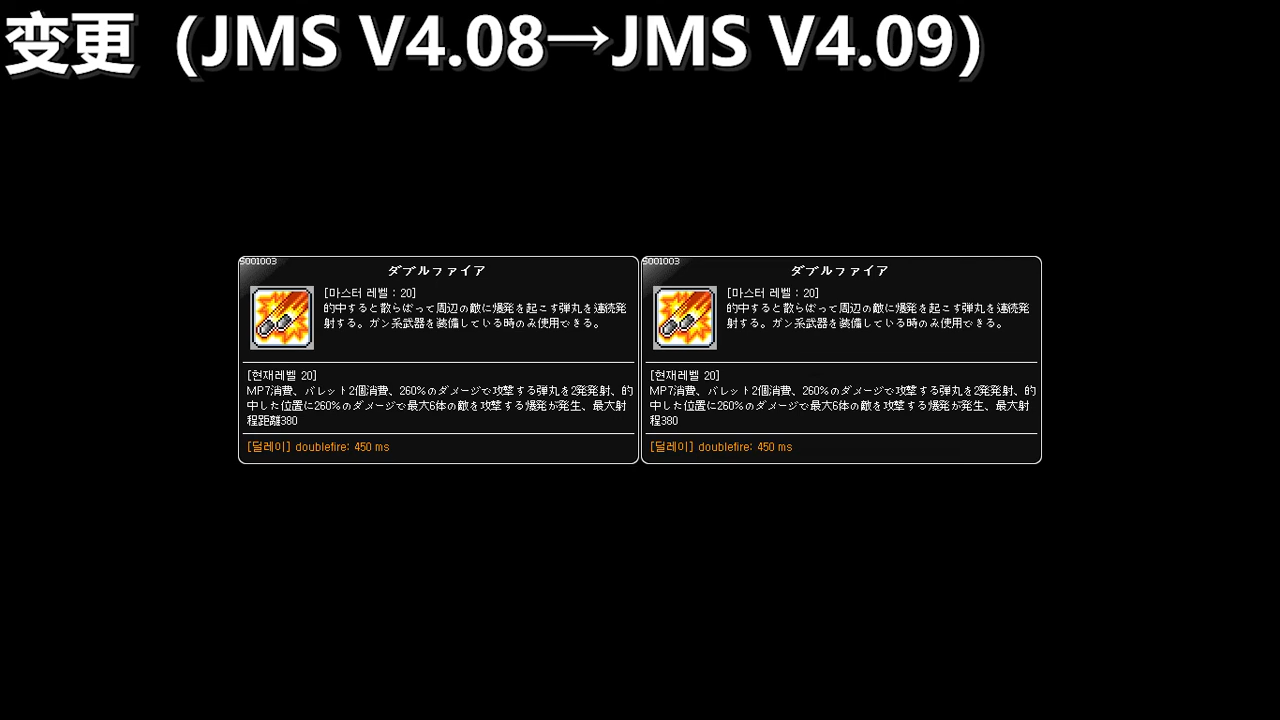 变更（JMS V4.08→JMS V4.09）
S001003
ダブルファイア
[마스터 레벨 : 20]
的中すると散らばって周辺の敵に爆発を起こす弾丸を連続発
射する。ガン系武器を装備している時のみ使用できる。
[현재레벨 20]
MP7消費、バレット2個消費、260%のダメージで攻撃する弾丸を2発発射、的
中した位置に260%のダメージで最大6体の敵を攻撃する爆発が発生、最大射
程距離380
[딜레이] doublefire: 450 ms
S001003
ダブルファイア
[마스터 레벨 : 20]
的中すると散らばって周辺の敵に爆発を起こす弾丸を連続発
射する。ガン系武器を装備している時のみ使用できる。
[현재레벨 20]
MP7消費、バレット2個消費、260%のダメージで攻撃する弾丸を2発発射、的
中した位置に260%のダメージで最大6体の敵を攻撃する爆発が発生、最大射
程380
[딜레이] doublefire: 450 ms